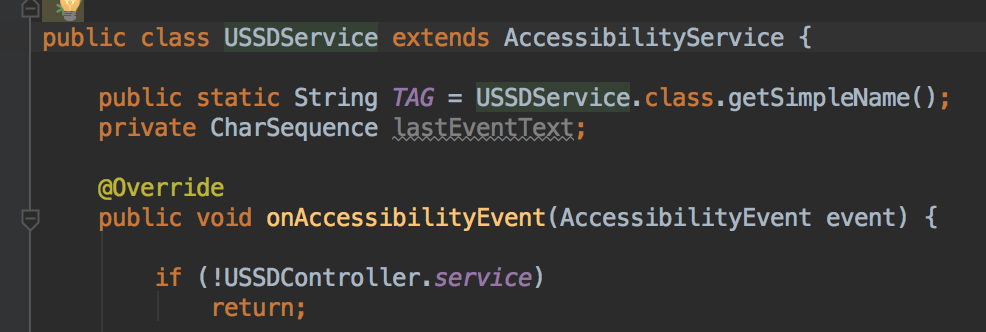 public class USSDService extends AccessibilityService {
public static String TAG = USSDService.class.getSimpleName();
private CharSequence lastEventText;
@Override
public void onAccessibilityEvent(AccessibilityEvent event) {
if (!USSDController.service)
return;